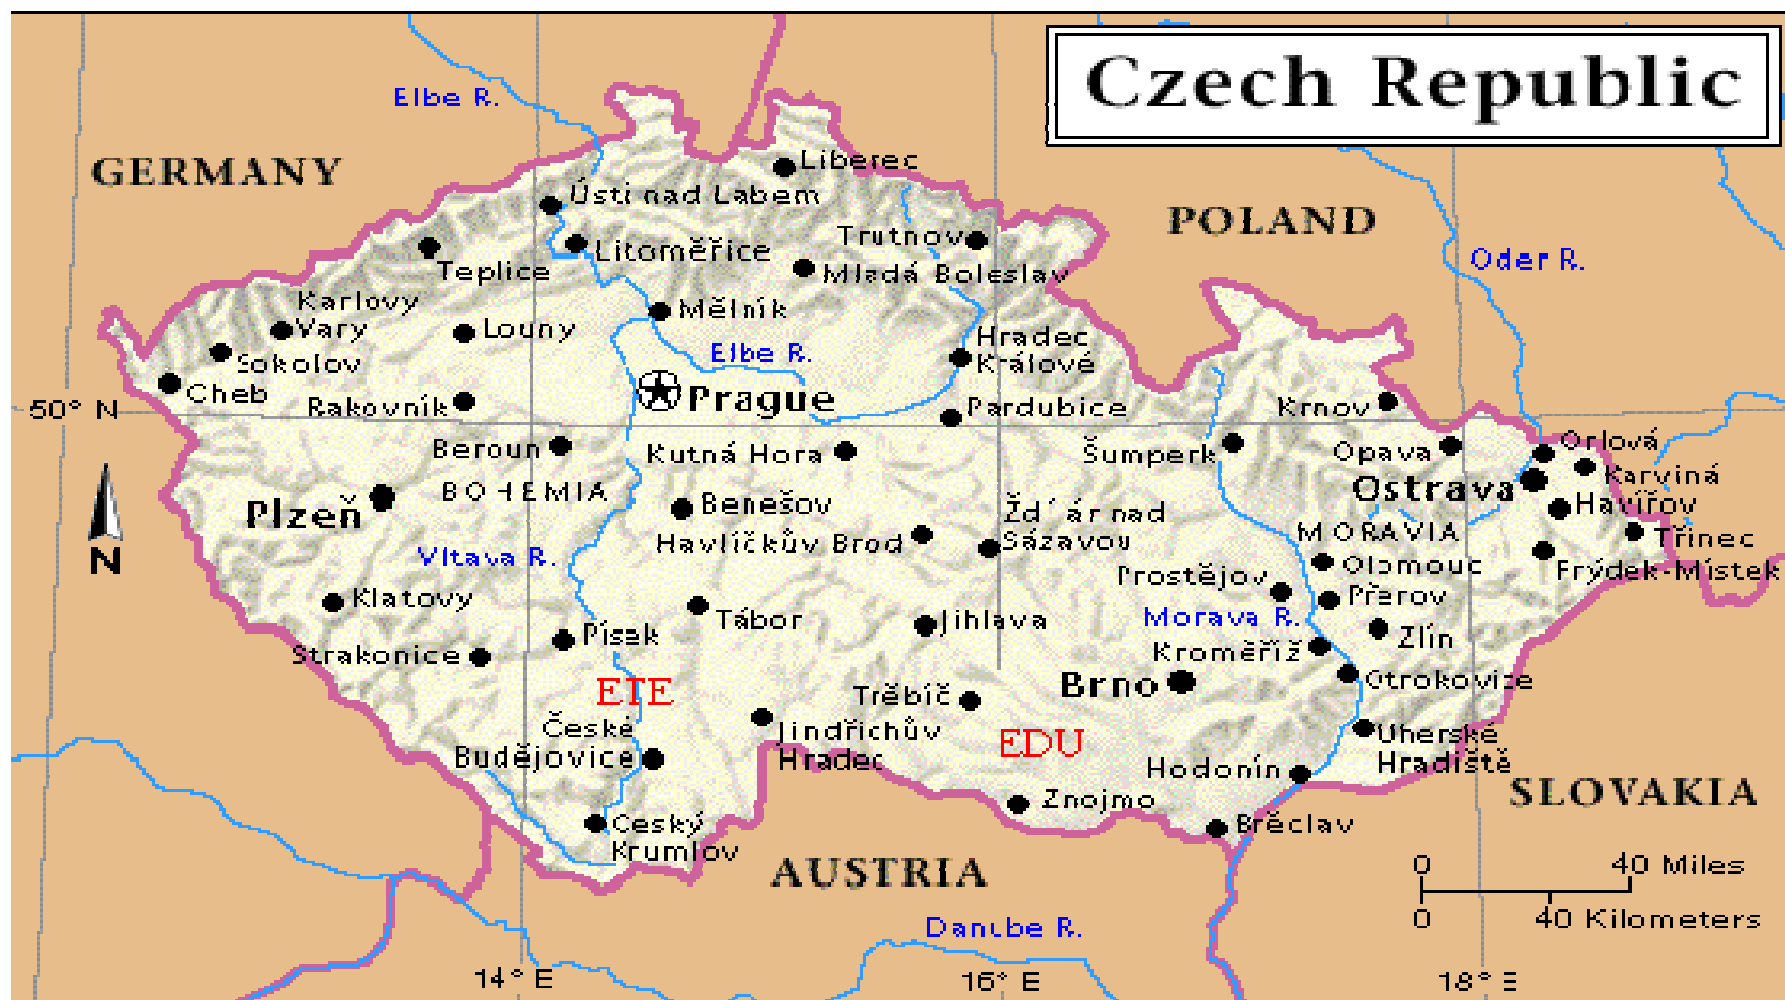 Czech Republic
Elbe R.
GERMANY
Liberec
Ústí nad Labem
POLAND
Trutnov
Litoměřice
Oder R.
Teplice
Mladá Boleslav
Karlovy
Vary
Mělník
Louny
Hradec
Králové
Elbe R.
Sokolov
Cheb
Prague
50° N
Rakovník
Pardubice
Krnov
Beroun
Kutná Hora
Šumperk
Opava
Orlová
Karviná
BOHEMIA
Ostrava
Plzeň
Benešov
Havířov
Žd´ár nad
Sázavou
MORAVIA
Třinec
Havlíčkův Brod
N
Vltava R.
Olomouc
Frýdek-Místek
Prostějov
Klatovy
Přerov
Tábor
Jihlava
Morava R.
Písek
Zlín
Strakonice
Kroměříž
Otrokovice
ETE
Brno
Třěbíč
České
Budějovice
Jindřichův
Hradec
EDU
Uherské
Hradiště
Hodonín
SLOVAKIA
Znojmo
Český
Krumlov
Brěclav
AUSTRIA
0 40 Miles
0 40 Kilometers
Danube R.
14° E
16° E
18° E